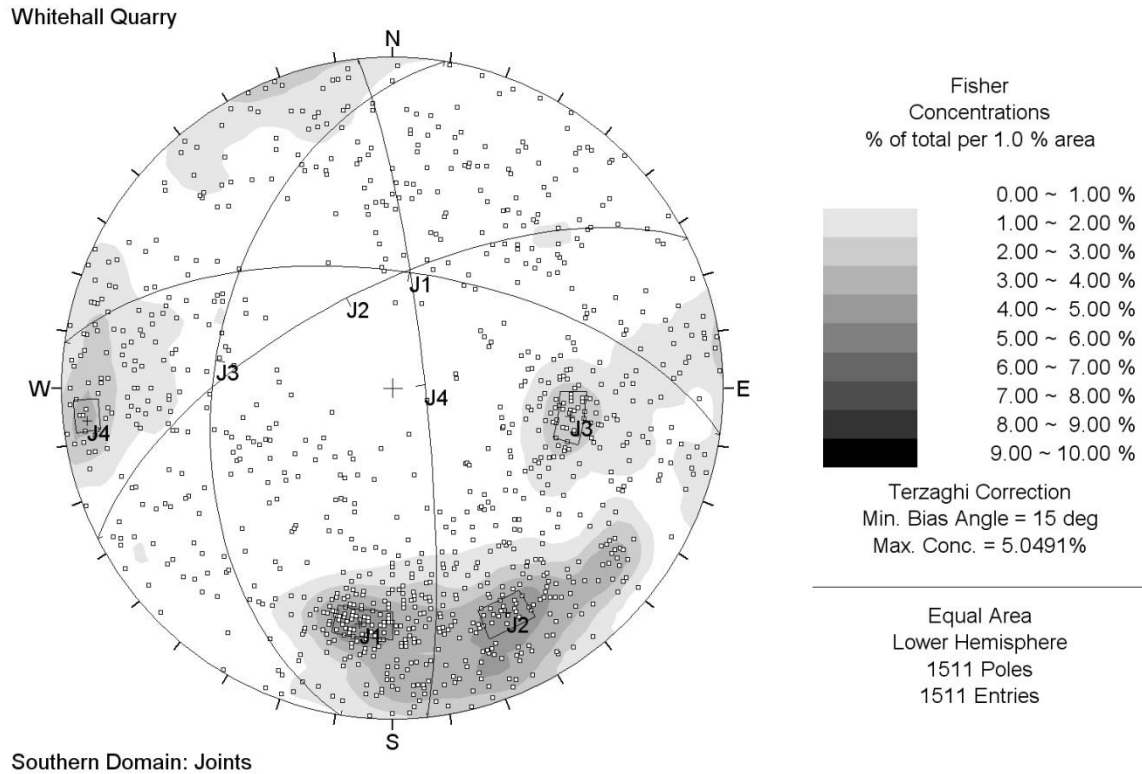 Whitehall Quarry
N
Fisher
Concentrations
% of total per 1.0 % area
0.00 ~ 1.00 %
1.00 ~ 2.00 %
2.00 ~ 3.00 %
3.00 ~ 4.00 %
4.00 ~ 5.00 %
5.00 ~ 6.00 %
6.00 ~ 7.00 %
7.00 ~ 8.00 %
8.00 ~ 9.00 %
9.00 ~ 10.00 %
Terzaghi Correction
Min. Bias Angle = 15 deg
Max. Conc. = 5.0491%
Equal Area
Lower Hemisphere
1511 Poles
1511 Entries
J1
J2
J3
W
J4
E
J4
J3
J1
J2
S
Southern Domain: Joints